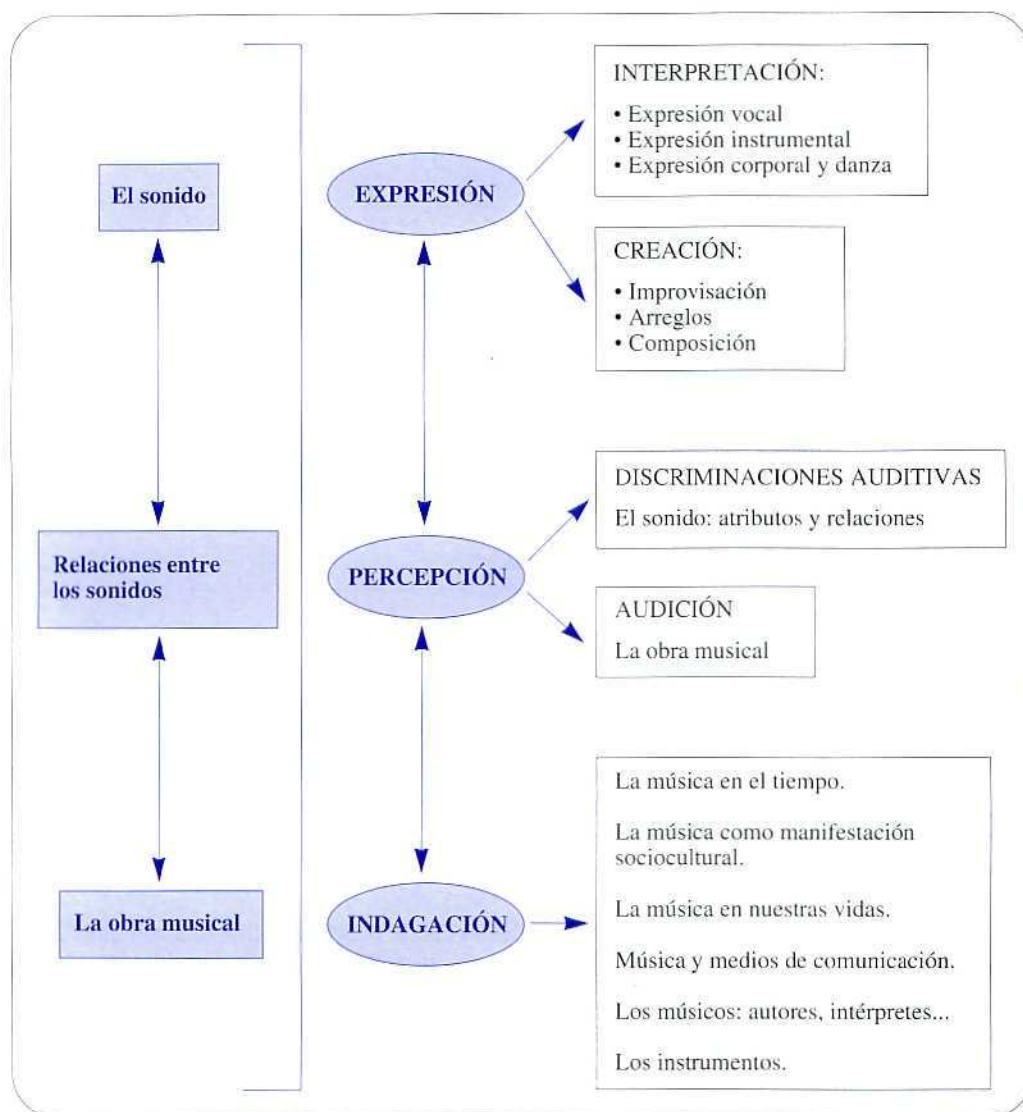 El sonido
Relaciones entre
los sonidos
La obra musical
EXPRESIÓN
INTERPRETACIÓN:
• Expresión vocal
• Expresión instrumental
• Expresión corporal y danza
CREACIÓN:
• Improvisación
• Arreglos
• Composición
PERCEPCIÓN
DISCRIMINACIONES AUDITIVAS
El sonido: atributos y relaciones
AUDICIÓN
La obra musical
INDAGACIÓN
La música en el tiempo.
La música como manifestación
sociocultural.
La música en nuestras vidas.
Música y medios de comunicación.
Los músicos: autores, intérpretes...
Los instrumentos.